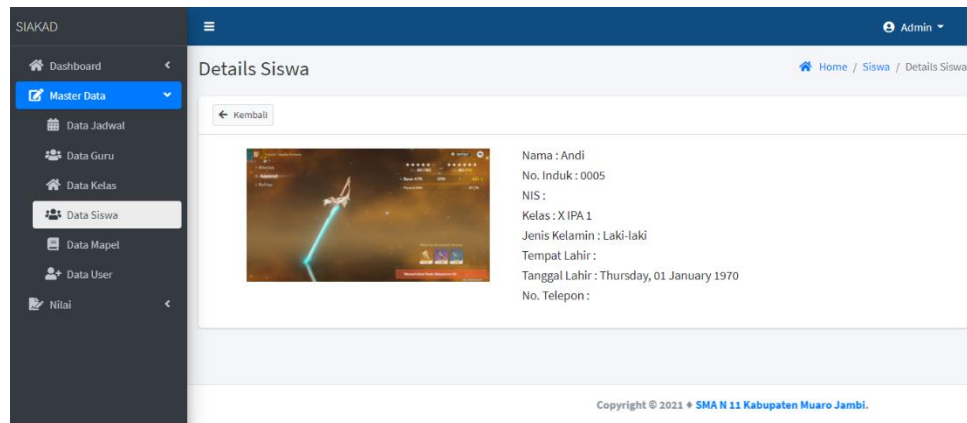 SIAKAD
Admin
Dashboard
Master Data
Data Jadwal
Data Guru
Data Kelas
Data Siswa
Data Mapel
Data User
Nilai
Details Siswa
Home / Siswa / Details Siswa
Kembali
Nama : Andi
No. Induk : 0005
NIS :
Kelas : X IPA 1
Jenis Kelamin : Laki-laki
Tempat Lahir :
Tanggal Lahir : Thursday, 01 January 1970
No. Telepon :
Copyright © 2021 ♦ SMA N 11 Kabupaten Muaro Jambi.